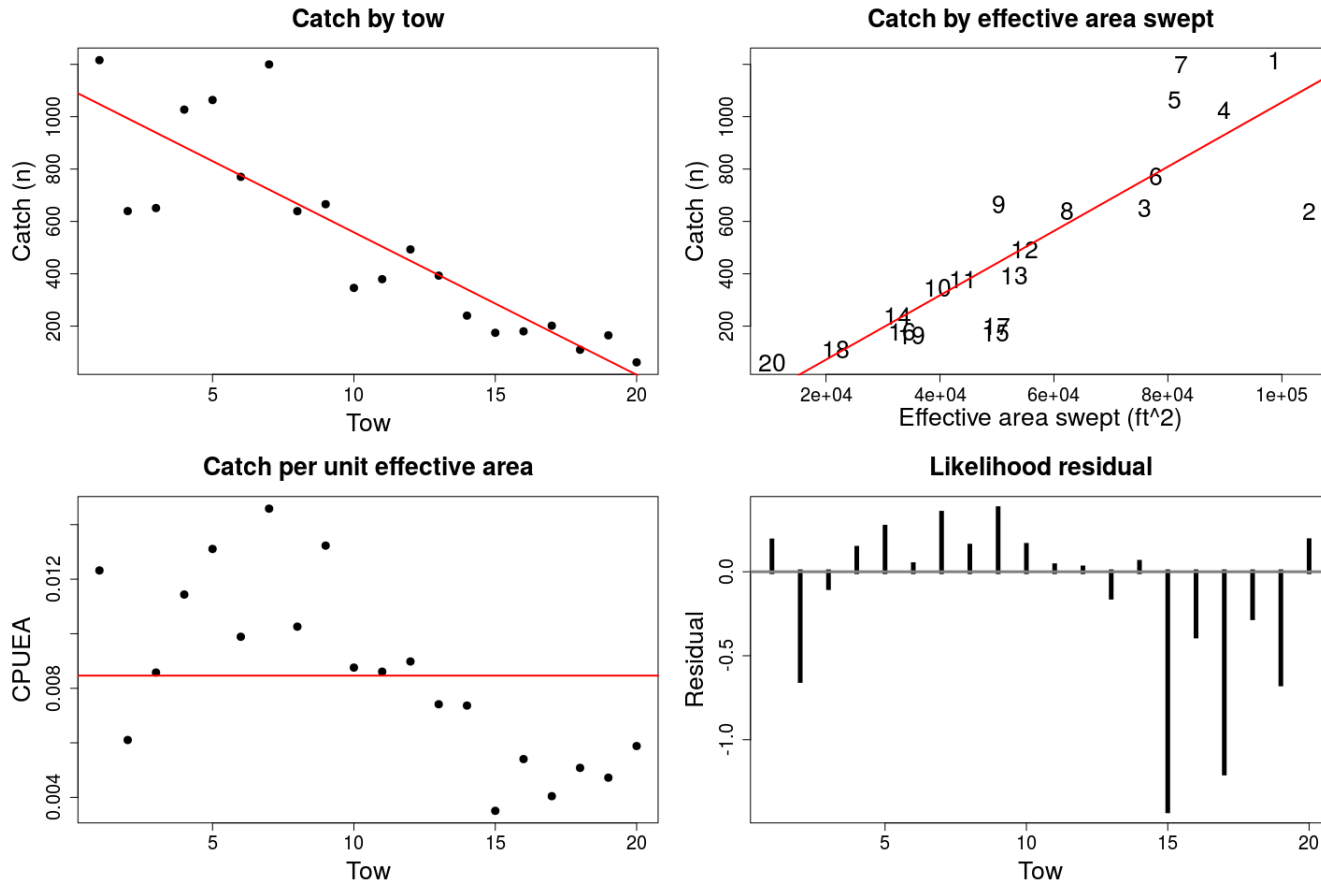 Catch by tow
Catch (n)
200
400
600
800
1000
5
10
15
20
Tow
Catch by effective area swept
Catch (n)
200
400
600
800
1000
1
2
3
4
5
6
7
8
9
10
11
12
13
14
15
16
17
18
19
20
2e+04
4e+04
6e+04
8e+04
1e+05
Effective area swept (ft^2)
Catch per unit effective area
CPUEA
0.004
0.008
0.012
5
10
15
20
Tow
Likelihood residual
Residual
-1.0
-0.5
0.0
5
10
15
20
Tow